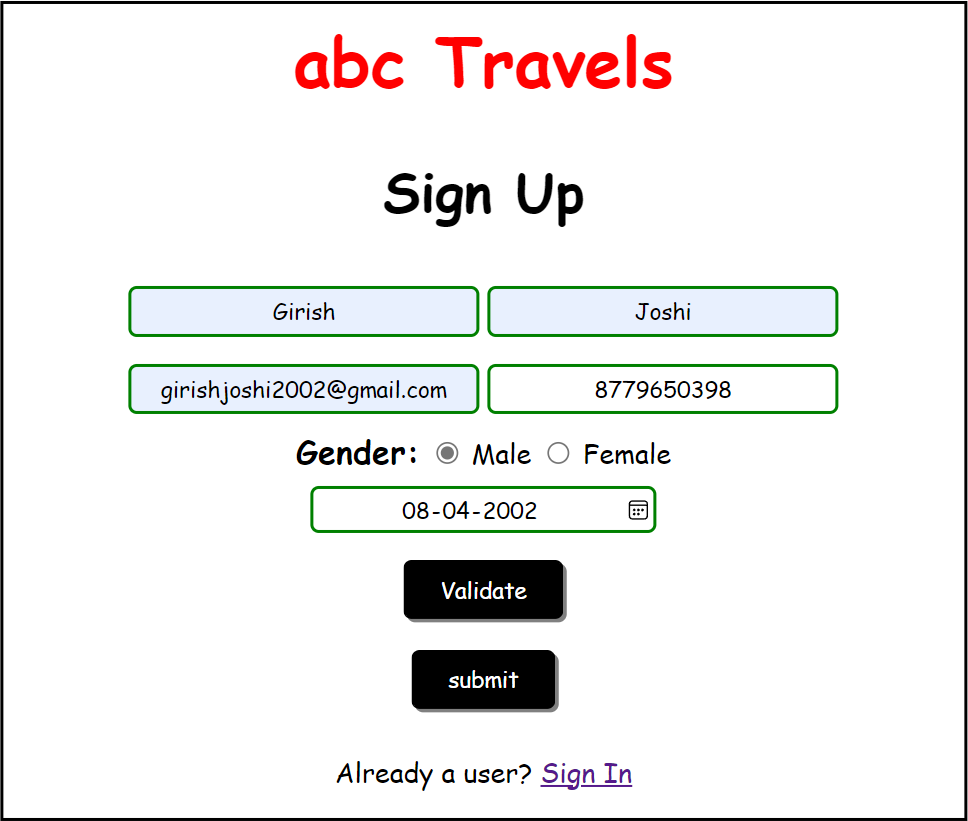 abc Travels
Sign Up
Girish Joshi
girishjoshi2002@gmail.com 8779650398
Gender: Male Female
08-04-2002
Validate
submit
Already a user? Sign In